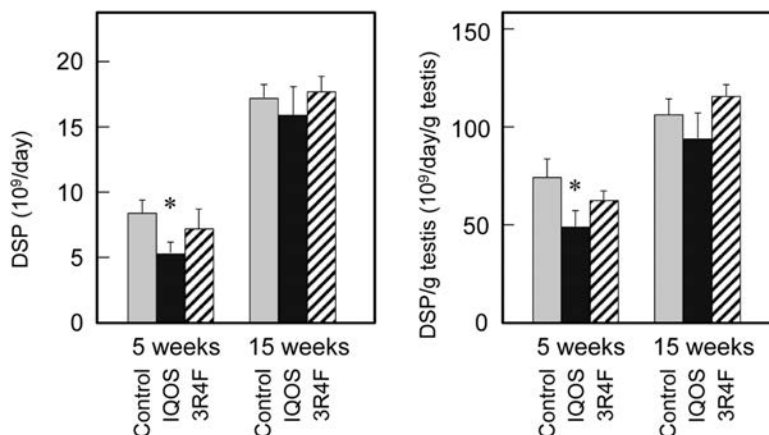 DSP (10⁹/day)
20
15
10
5
0
*
5 weeks
15 weeks
Control
IQOS
3R4F
Control
IQOS
3R4F
DSP/g testis (10⁹/day/g testis)
150
100
50
0
*
5 weeks
15 weeks
Control
IQOS
3R4F
Control
IQOS
3R4F